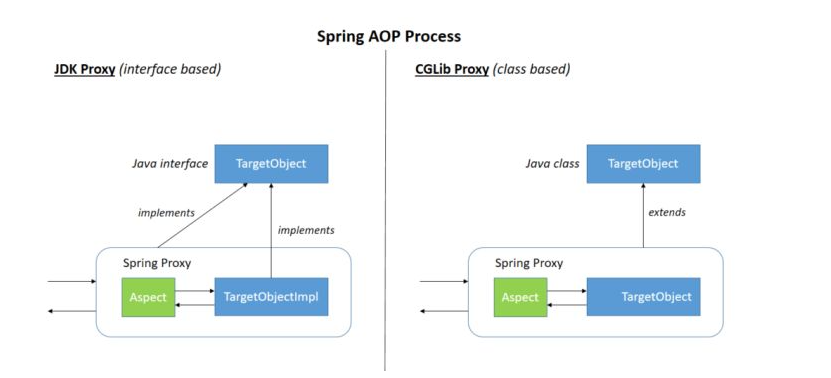 Spring AOP Process
JDK Proxy (interface based)
Java interface
TargetObject
implements
implements
Spring Proxy
Aspect
TargetObjectImpl
CGLib Proxy (class based)
Java class
TargetObject
extends
Spring Proxy
Aspect
TargetObject